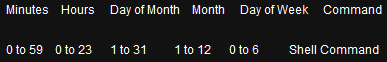 Minutes Hours Day of Month Month Day of Week Command
0 to 59 0 to 23 1 to 31 1 to 12 0 to 6 Shell Command